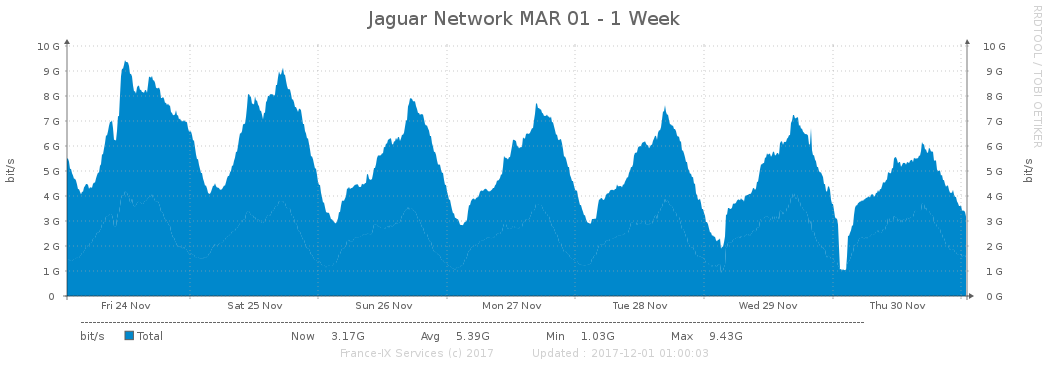 Jaguar Network MAR 01 - 1 Week
RRDTOOL / TOBI OETIKER
bit/s
10 G 10 G
9 G 9 G
8 G 8 G
7 G 7 G
6 G 6 G
5 G 5 G
4 G 4 G
3 G 3 G
2 G 2 G
1 G 1 G
0 0 G
bit/s
Fri 24 Nov Sat 25 Nov Sun 26 Nov Mon 27 Nov Tue 28 Nov Wed 29 Nov Thu 30 Nov
bit/s Total Now 3.17G Avg 5.39G Min 1.03G Max 9.43G
France-IX Services (c) 2017 Updated : 2017-12-01 01:00:03